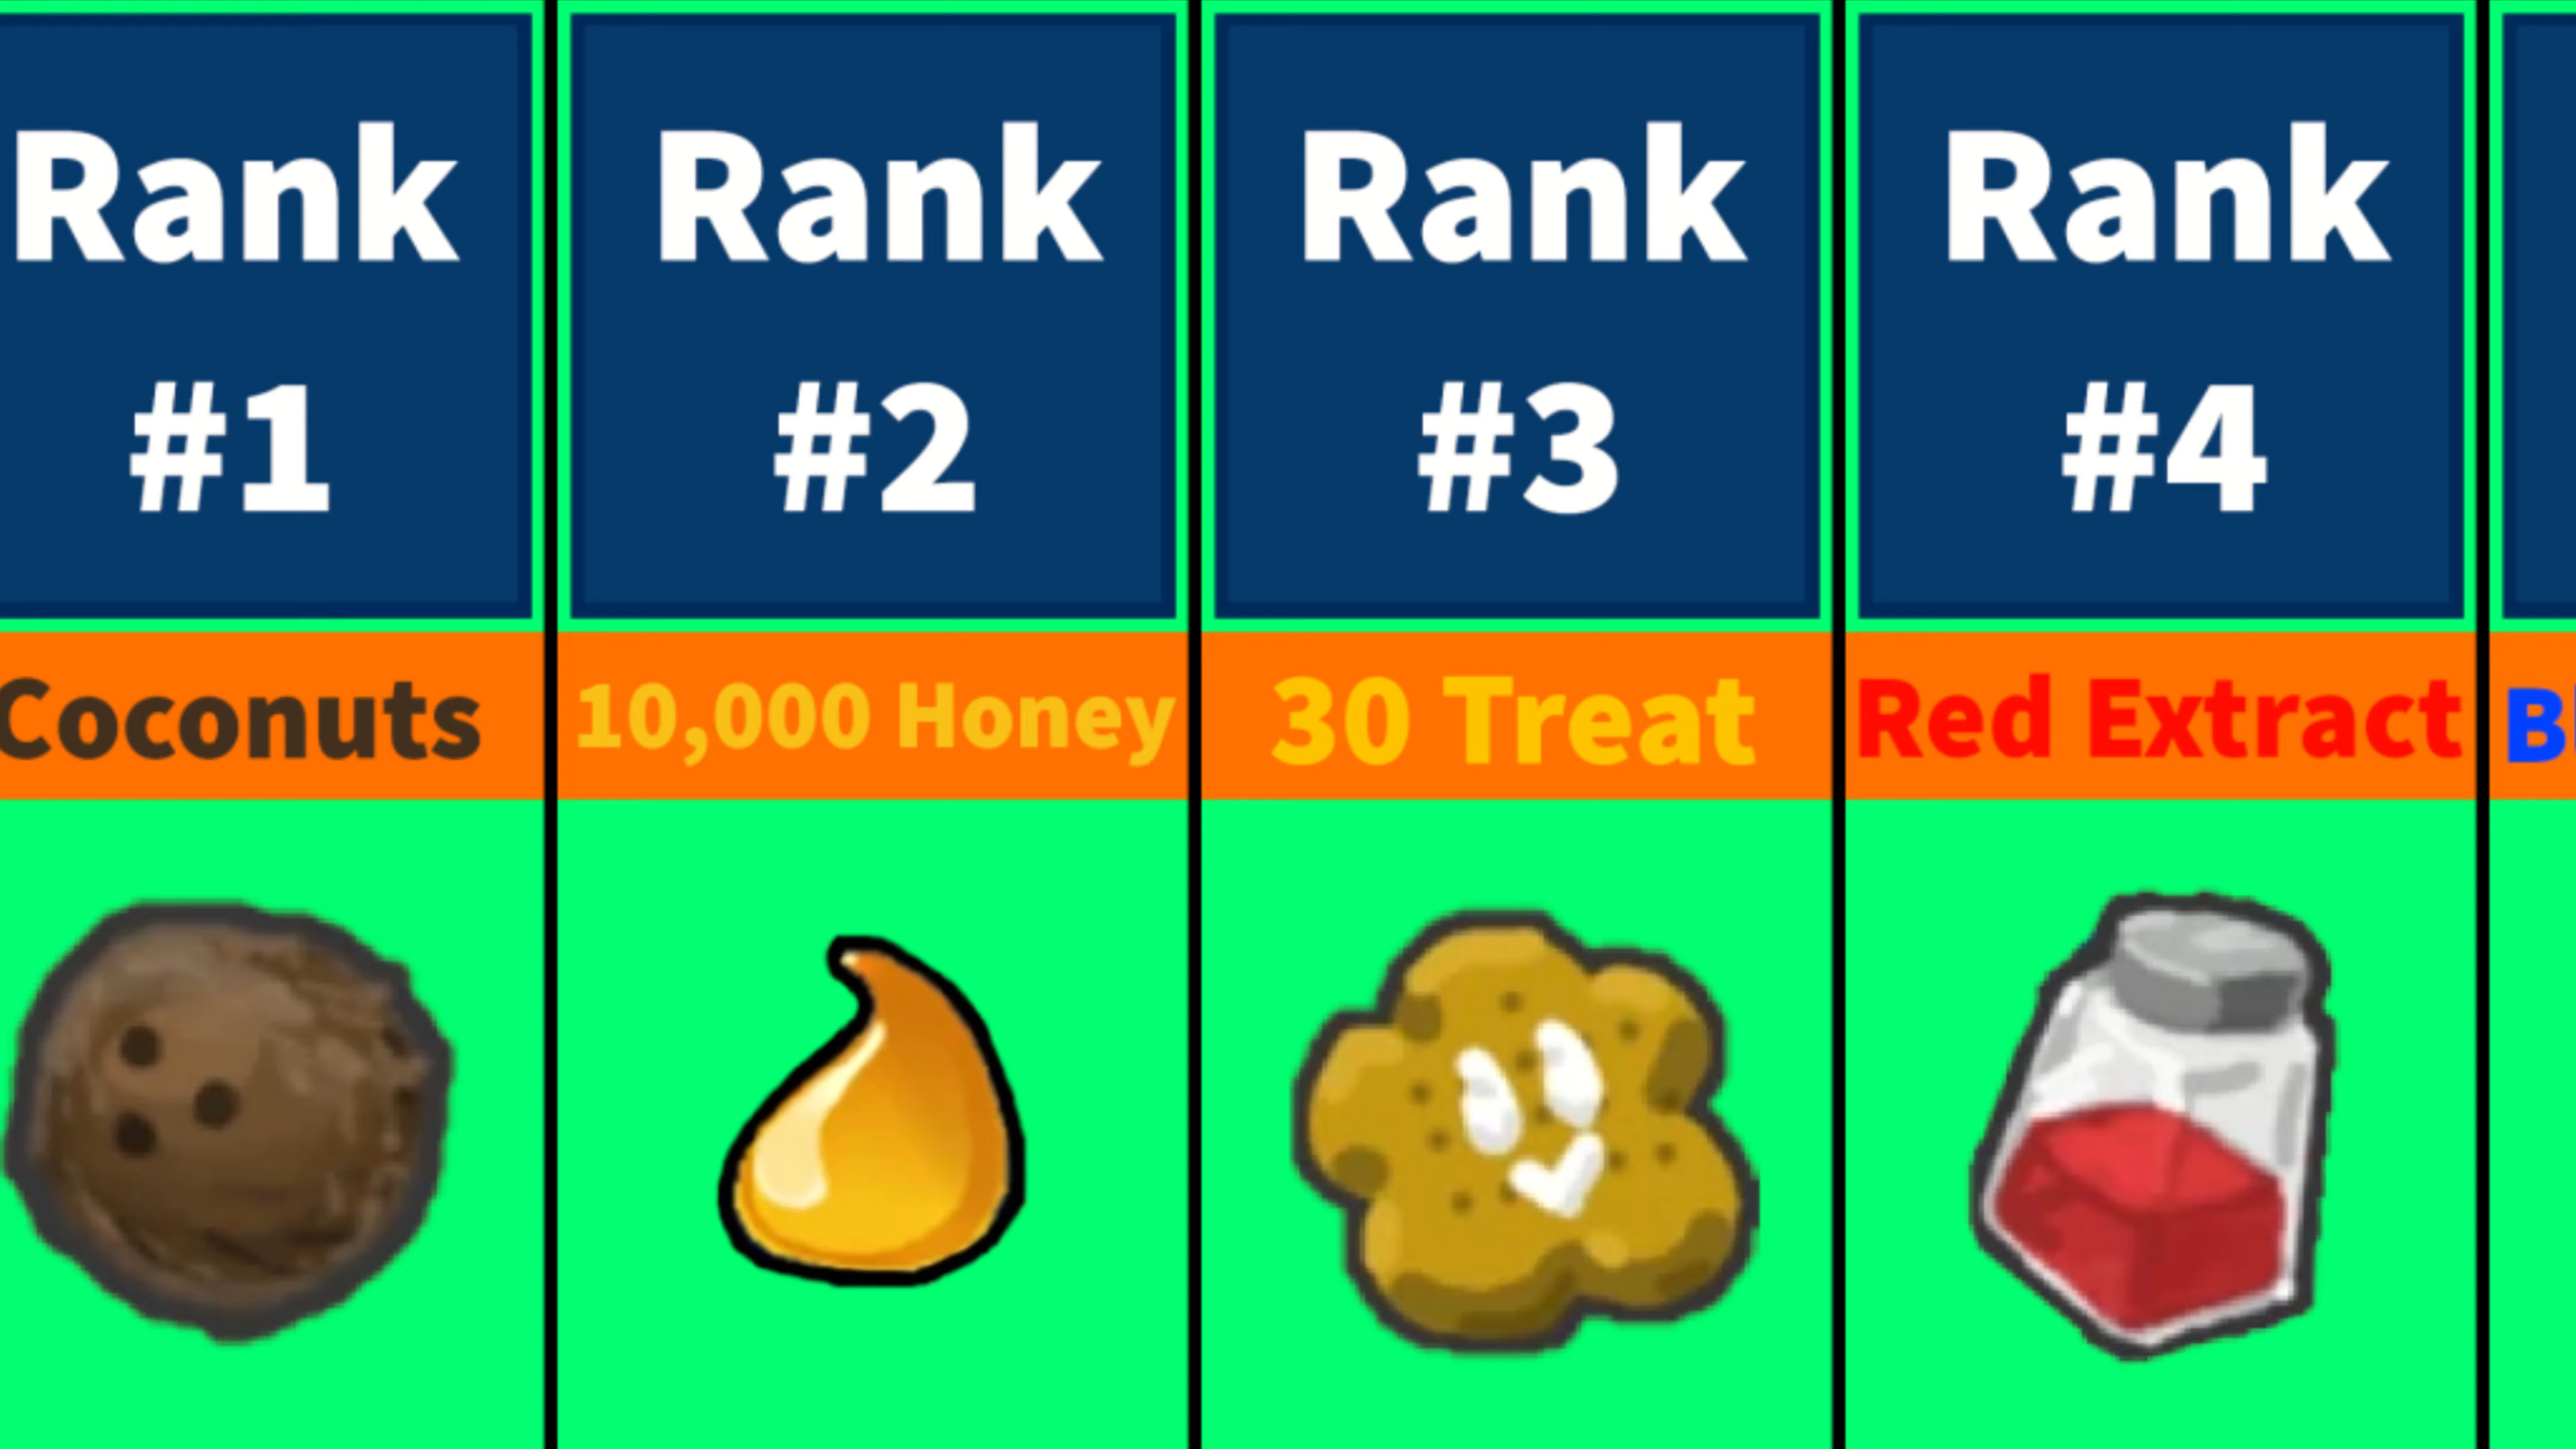 Rank
#1
Coconuts
Rank
#2
10,000 Honey
Rank
#3
30 Treat
Rank
#4
Red Extract